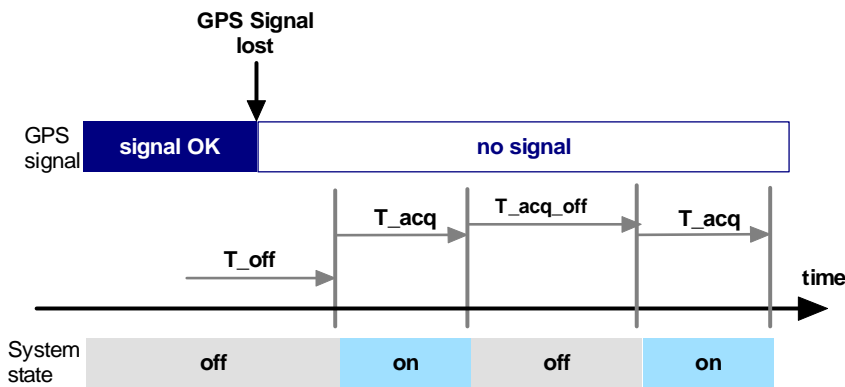 GPS Signal
lost
GPS
signal
signal OK
no signal
T_acq
T_acq_off
T_acq
T_off
time
System
state
off
on
off
on